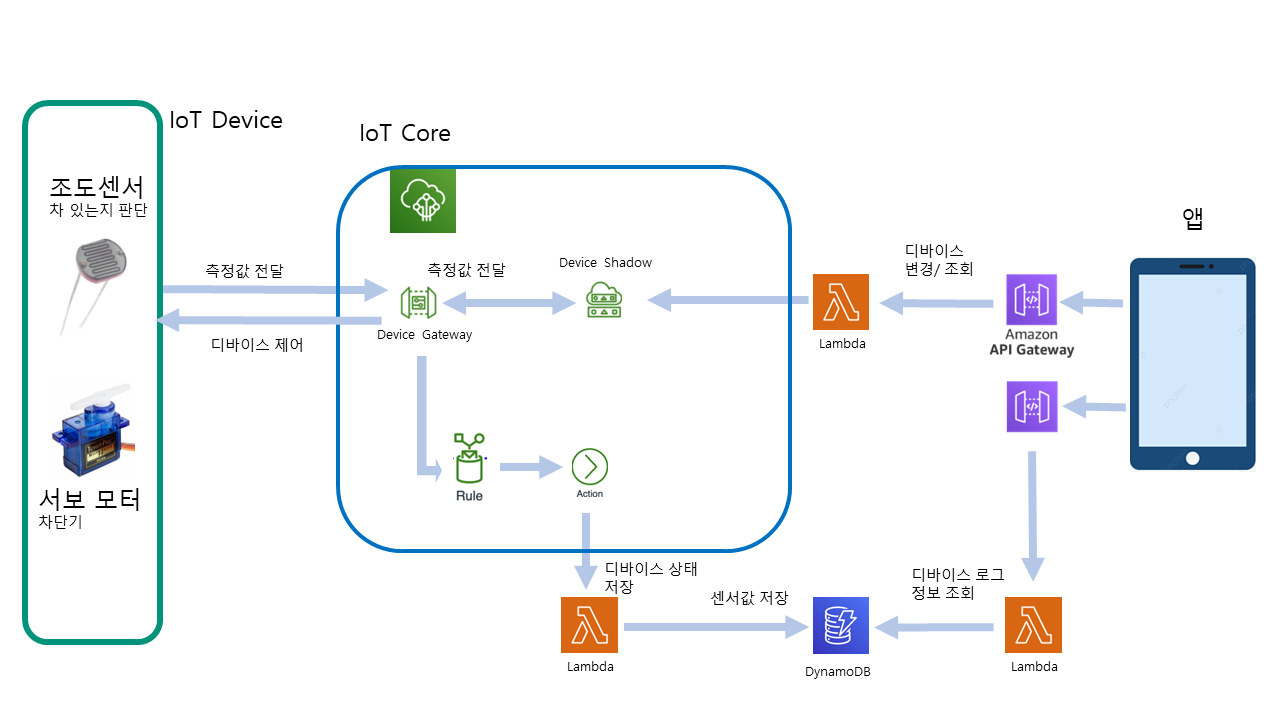 IoT Device
IoT Core
조도센서
차 있는지 판단
측정값 전달
디바이스 제어
서보 모터
차단기
측정값 전달
Device Gateway
Device Shadow
Rule
Action
디바이스 상태
저장
Lambda
센서값 저장
DynamoDB
Lambda
디바이스
변경/ 조회
Amazon
API Gateway
앱
디바이스 로그
정보 조회
Lambda